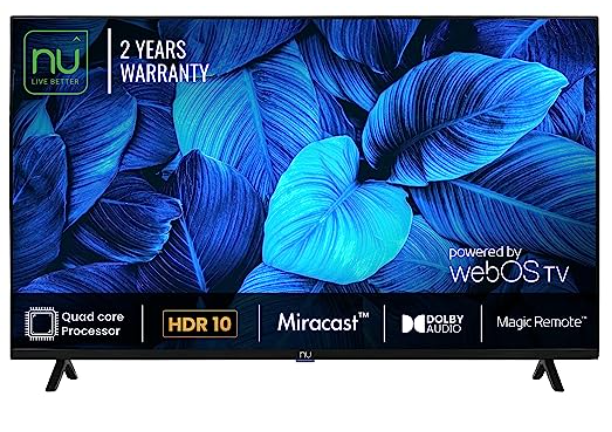 nu
LIVE BETTER
2 YEARS
WARRANTY
powered by
webOS TV
Quad core
Processor
HDR 10
Miracast™
DOLBY
AUDIO
Magic Remote™
nu